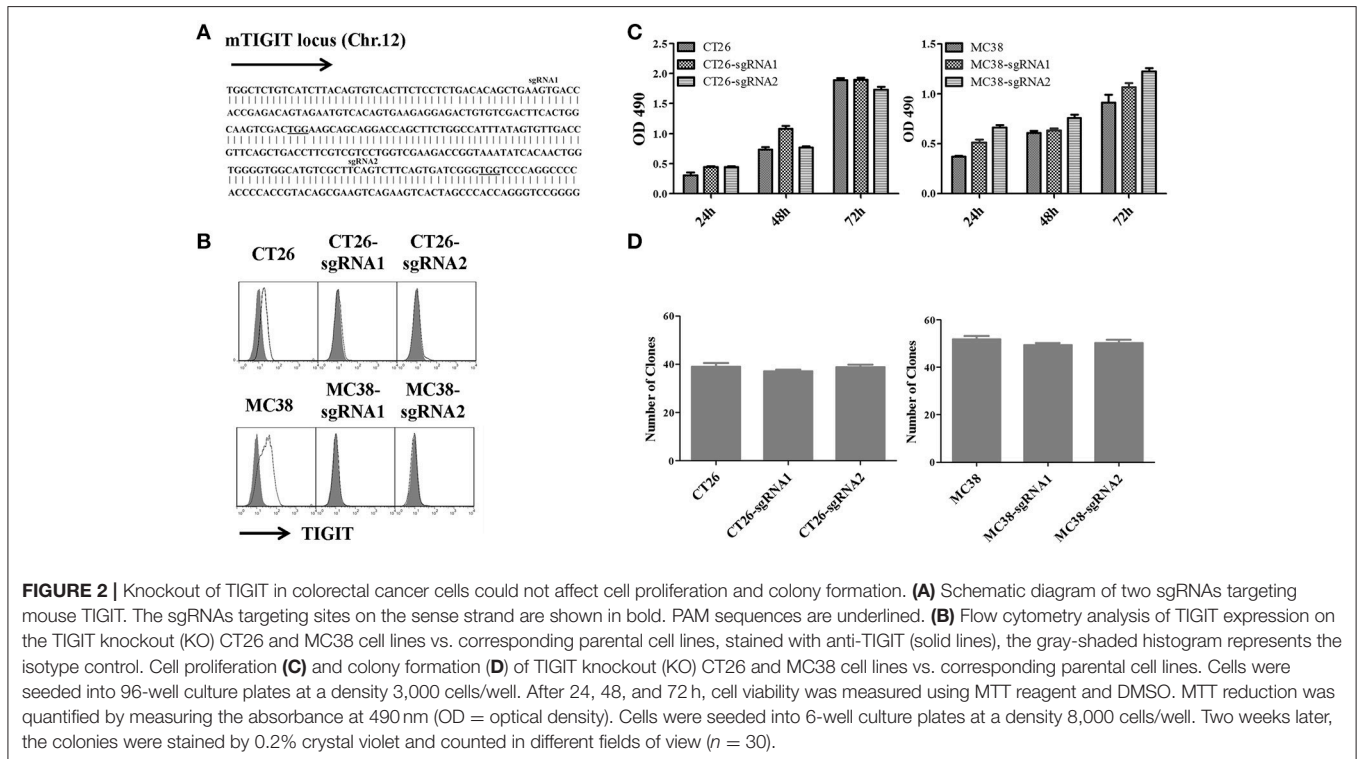 A
mTIGIT locus (Chr.12)
sgRNA1
TGGCTCTGTCATCTTACAGTGTCACTTCTCCTCTGACACAGCTGAAGTGACC
ACCGAGACAGTAGAATGTCACAGTGAAGAGGAGACTGTGTCGACTTCACTGG
CAAGTCGACTGGAAGCAGCAGGACCAGCTTCTGGCCATTTATAGTGTTGACC
GTTCAGCTGACCTTCGTCGTCCTGGTCGAAGACCGGTAAATATCACAACTGG
sgRNA2
TGGGGTGGCATGTCGCTTCAGTCTTCAGTGATCGGGTGGTCCCAGGCCCC
ACCCCACCGTACAGCGAAGTCAGAAGTCACTAGCCCACCAGGGTCCGGGG
B
CT26
CT26-
sgRNA1
CT26-
sgRNA2
MC38
MC38-
sgRNA1
MC38-
sgRNA2
TIGIT
C
OD 490
2.5
2.0
1.5
1.0
0.5
0.0
CT26
CT26-sgRNA1
CT26-sgRNA2
24h
48h
72h
OD 490
1.5
1.0
0.5
0.0
MC38
MC38-sgRNA1
MC38-sgRNA2
24h
48h
72h
D
Number of Clones
60
40
20
0
CT26
CT26-sgRNA1
CT26-sgRNA2
Number of Clones
60
40
20
0
MC38
MC38-sgRNA1
MC38-sgRNA2
FIGURE 2 | Knockout of TIGIT in colorectal cancer cells could not affect cell proliferation and colony formation. (A) Schematic diagram of two sgRNAs targeting
mouse TIGIT. The sgRNAs targeting sites on the sense strand are shown in bold. PAM sequences are underlined. (B) Flow cytometry analysis of TIGIT expression on
the TIGIT knockout (KO) CT26 and MC38 cell lines vs. corresponding parental cell lines, stained with anti-TIGIT (solid lines), the gray-shaded histogram represents the
isotype control. Cell proliferation (C) and colony formation (D) of TIGIT knockout (KO) CT26 and MC38 cell lines vs. corresponding parental cell lines. Cells were
seeded into 96-well culture plates at a density 3,000 cells/well. After 24, 48, and 72 h, cell viability was measured using MTT reagent and DMSO. MTT reduction was
quantified by measuring the absorbance at 490 nm (OD = optical density). Cells were seeded into 6-well culture plates at a density 8,000 cells/well. Two weeks later,
the colonies were stained by 0.2% crystal violet and counted in different fields of view (n = 30).